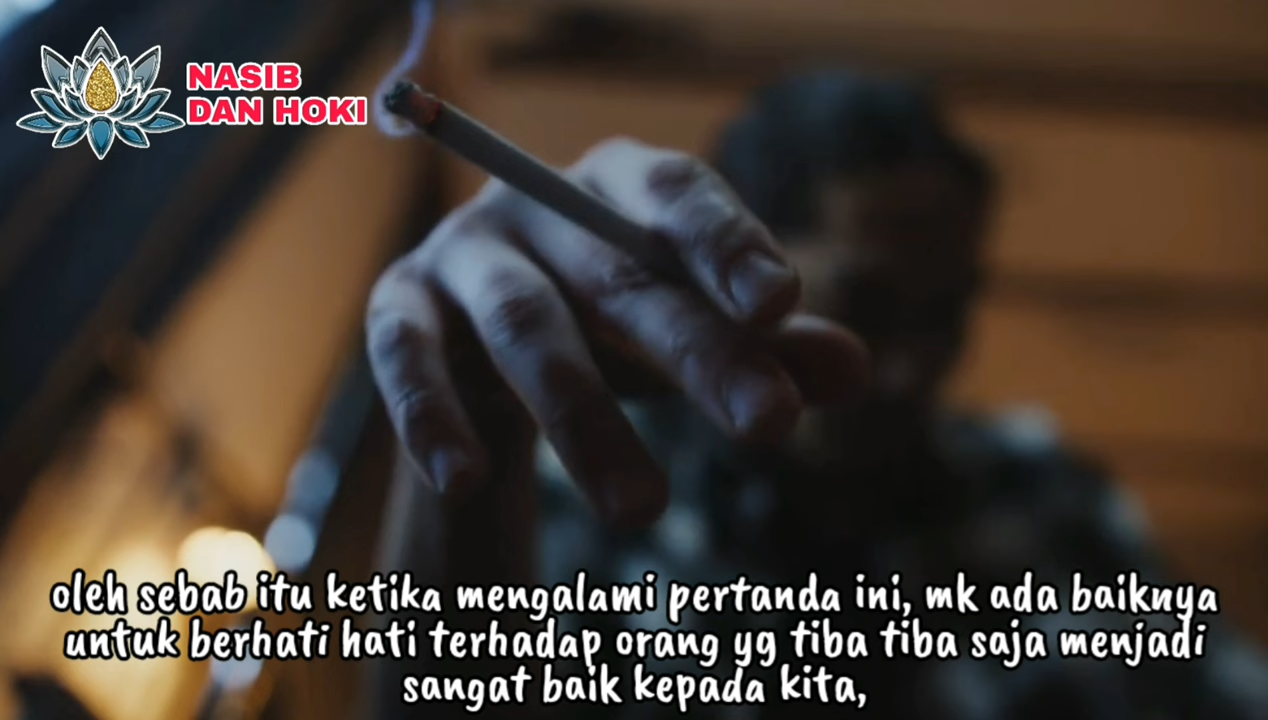 NASIB
DAN HOKI
oleh sebab itu ketika mengalami pertanda ini, mk ada baiknya
untuk berhati hati terhadap orang yg tiba tiba saja menjadi
sangat baik kepada kita,